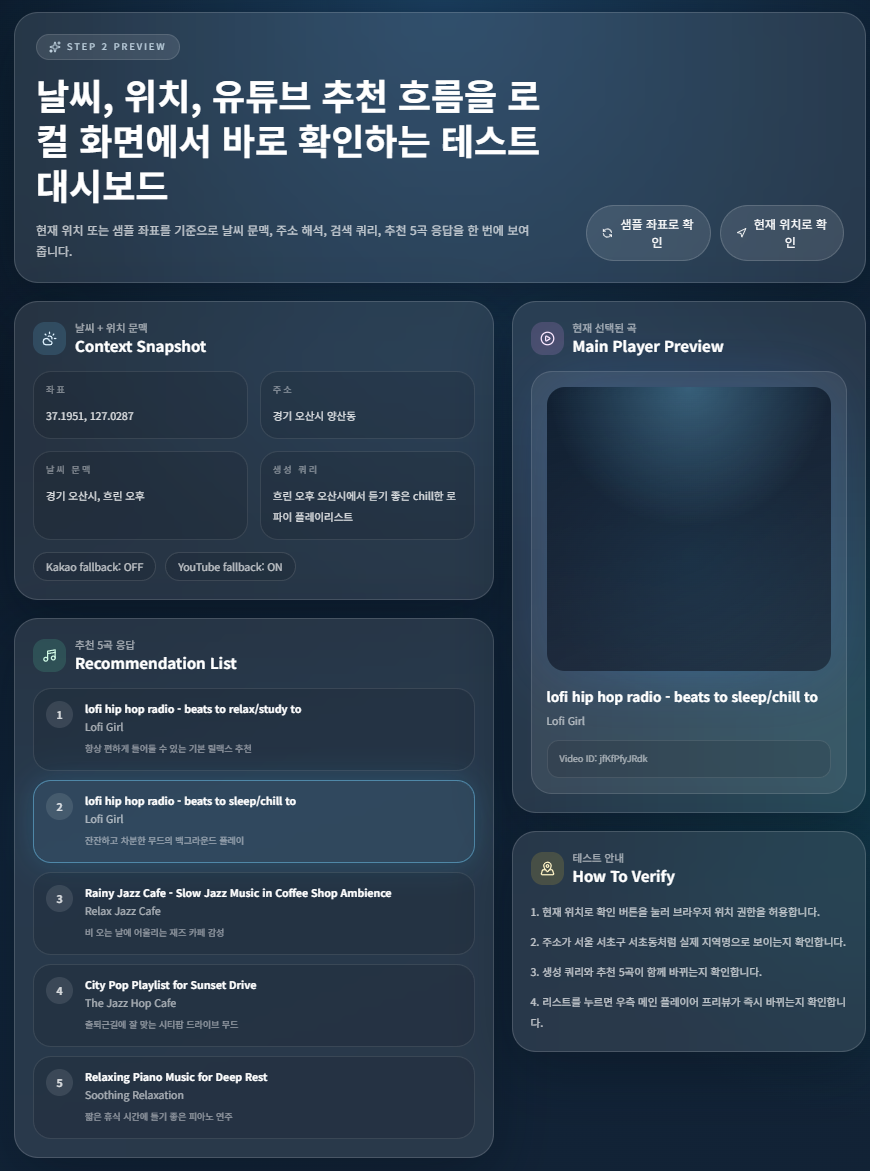 STEP 2 PREVIEW
날씨, 위치, 유튜브 추천 흐름을 로
컬 화면에서 바로 확인하는 테스트
대시보드
현재 위치 또는 샘플 좌표를 기준으로 날씨 문맥, 주소 해석, 검색 쿼리, 추천 5곡 응답을 한 번에 보여
줍니다.
샘플 좌표로 확
인
현재 위치로 확
인
날씨 + 위치 문맥
Context Snapshot
좌표
37.1951, 127.0287
주소
경기 오산시 양산동
날씨 문맥
경기 오산시, 흐린 오후
생성 쿼리
흐린 오후 오산시에서 듣기 좋은 chill한 로
파이 플레이리스트
Kakao fallback: OFF
YouTube fallback: ON
추천 5곡 응답
Recommendation List
1
lofi hip hop radio - beats to relax/study to
Lofi Girl
항상 편하게 틀어둘 수 있는 기본 릴렉스 추천
2
lofi hip hop radio - beats to sleep/chill to
Lofi Girl
잔잔하고 차분한 무드의 백그라운드 플레이
3
Rainy Jazz Cafe - Slow Jazz Music in Coffee Shop Ambience
Relax Jazz Cafe
비 오는 날에 어울리는 재즈 카페 감성
4
City Pop Playlist for Sunset Drive
The Jazz Hop Cafe
출퇴근길에 잘 맞는 시티팝 드라이브 무드
5
Relaxing Piano Music for Deep Rest
Soothing Relaxation
짧은 휴식 시간에 듣기 좋은 피아노 연주
현재 선택된 곡
Main Player Preview
lofi hip hop radio - beats to sleep/chill to
Lofi Girl
Video ID: jfKfPfyJRdk
테스트 안내
How To Verify
1. 현재 위치로 확인 버튼을 눌러 브라우저 위치 권한을 허용합니다.
2. 주소가 서울 서초구 서초동처럼 실제 지역명으로 보이는지 확인합니다.
3. 생성 쿼리와 추천 5곡이 함께 바뀌는지 확인합니다.
4. 리스트를 누르면 우측 메인 플레이어 프리뷰가 즉시 바뀌는지 확인합니
다.